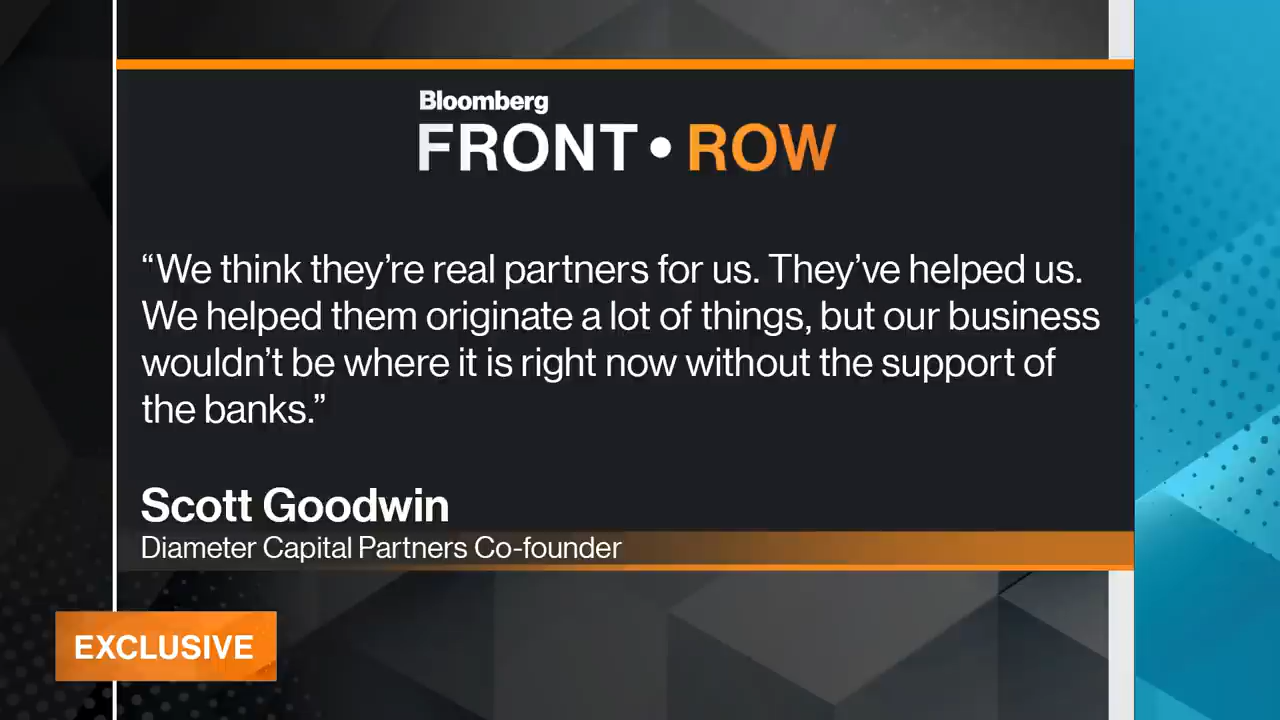 Bloomberg
FRONT • ROW
“We think they’re real partners for us. They’ve helped us.
We helped them originate a lot of things, but our business
wouldn’t be where it is right now without the support of
the banks.”
Scott Goodwin
Diameter Capital Partners Co-founder
EXCLUSIVE